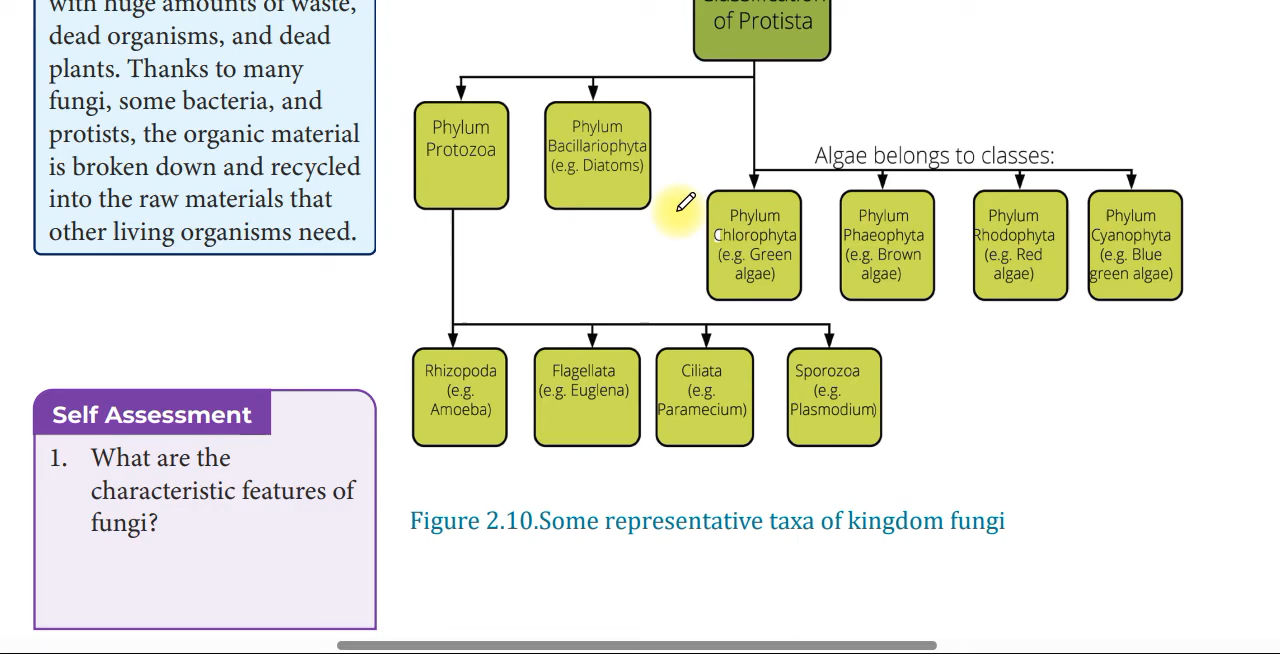 with huge amounts of waste,
dead organisms, and dead
plants. Thanks to many
fungi, some bacteria, and
protists, the organic material
is broken down and recycled
into the raw materials that
other living organisms need.
Classification
of Protista
Phylum
Protozoa
Phylum
Bacillariophyta
(e.g. Diatoms)
Algae belongs to classes:
Phylum
Chlorophyta
(e.g. Green
algae)
Phylum
Phaeophyta
(e.g. Brown
algae)
Phylum
Rhodophyta
(e.g. Red
algae)
Phylum
Cyanophyta
(e.g. Blue
green algae)
Rhizopoda
(e.g.
Amoeba)
Flagellata
(e.g. Euglena)
Ciliata
(e.g.
Paramecium)
Sporozoa
(e.g.
Plasmodium)
Figure 2.10.Some representative taxa of kingdom fungi
Self Assessment
1. What are the
characteristic features of
fungi?